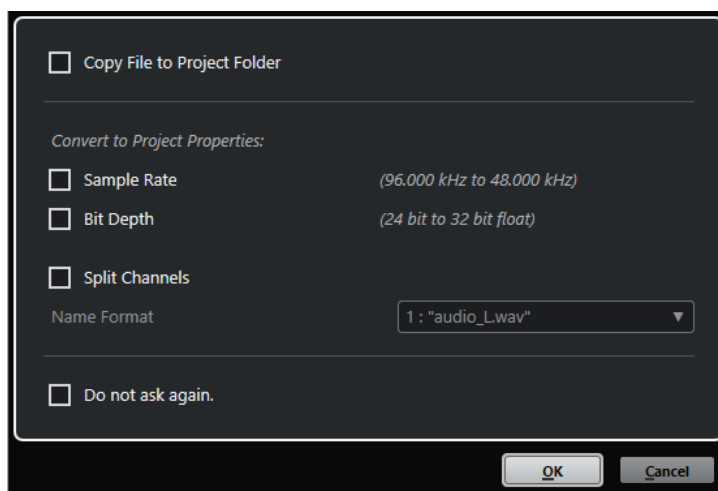 Copy File to Project Folder
Convert to Project Properties:
Sample Rate (96.000 kHz to 48.000 kHz)
Bit Depth (24 bit to 32 bit float)
Split Channels
Name Format 1 : "audio_L.wav"
Do not ask again.
OK Cancel